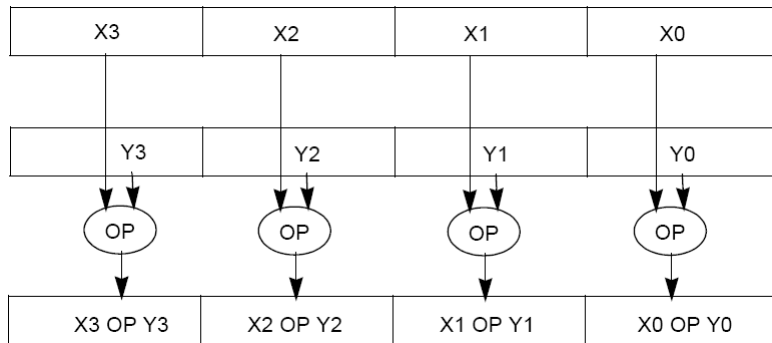 X3 X2 X1 X0
Y3 Y2 Y1 Y0
OP OP OP OP
X3 OP Y3 X2 OP Y2 X1 OP Y1 X0 OP Y0